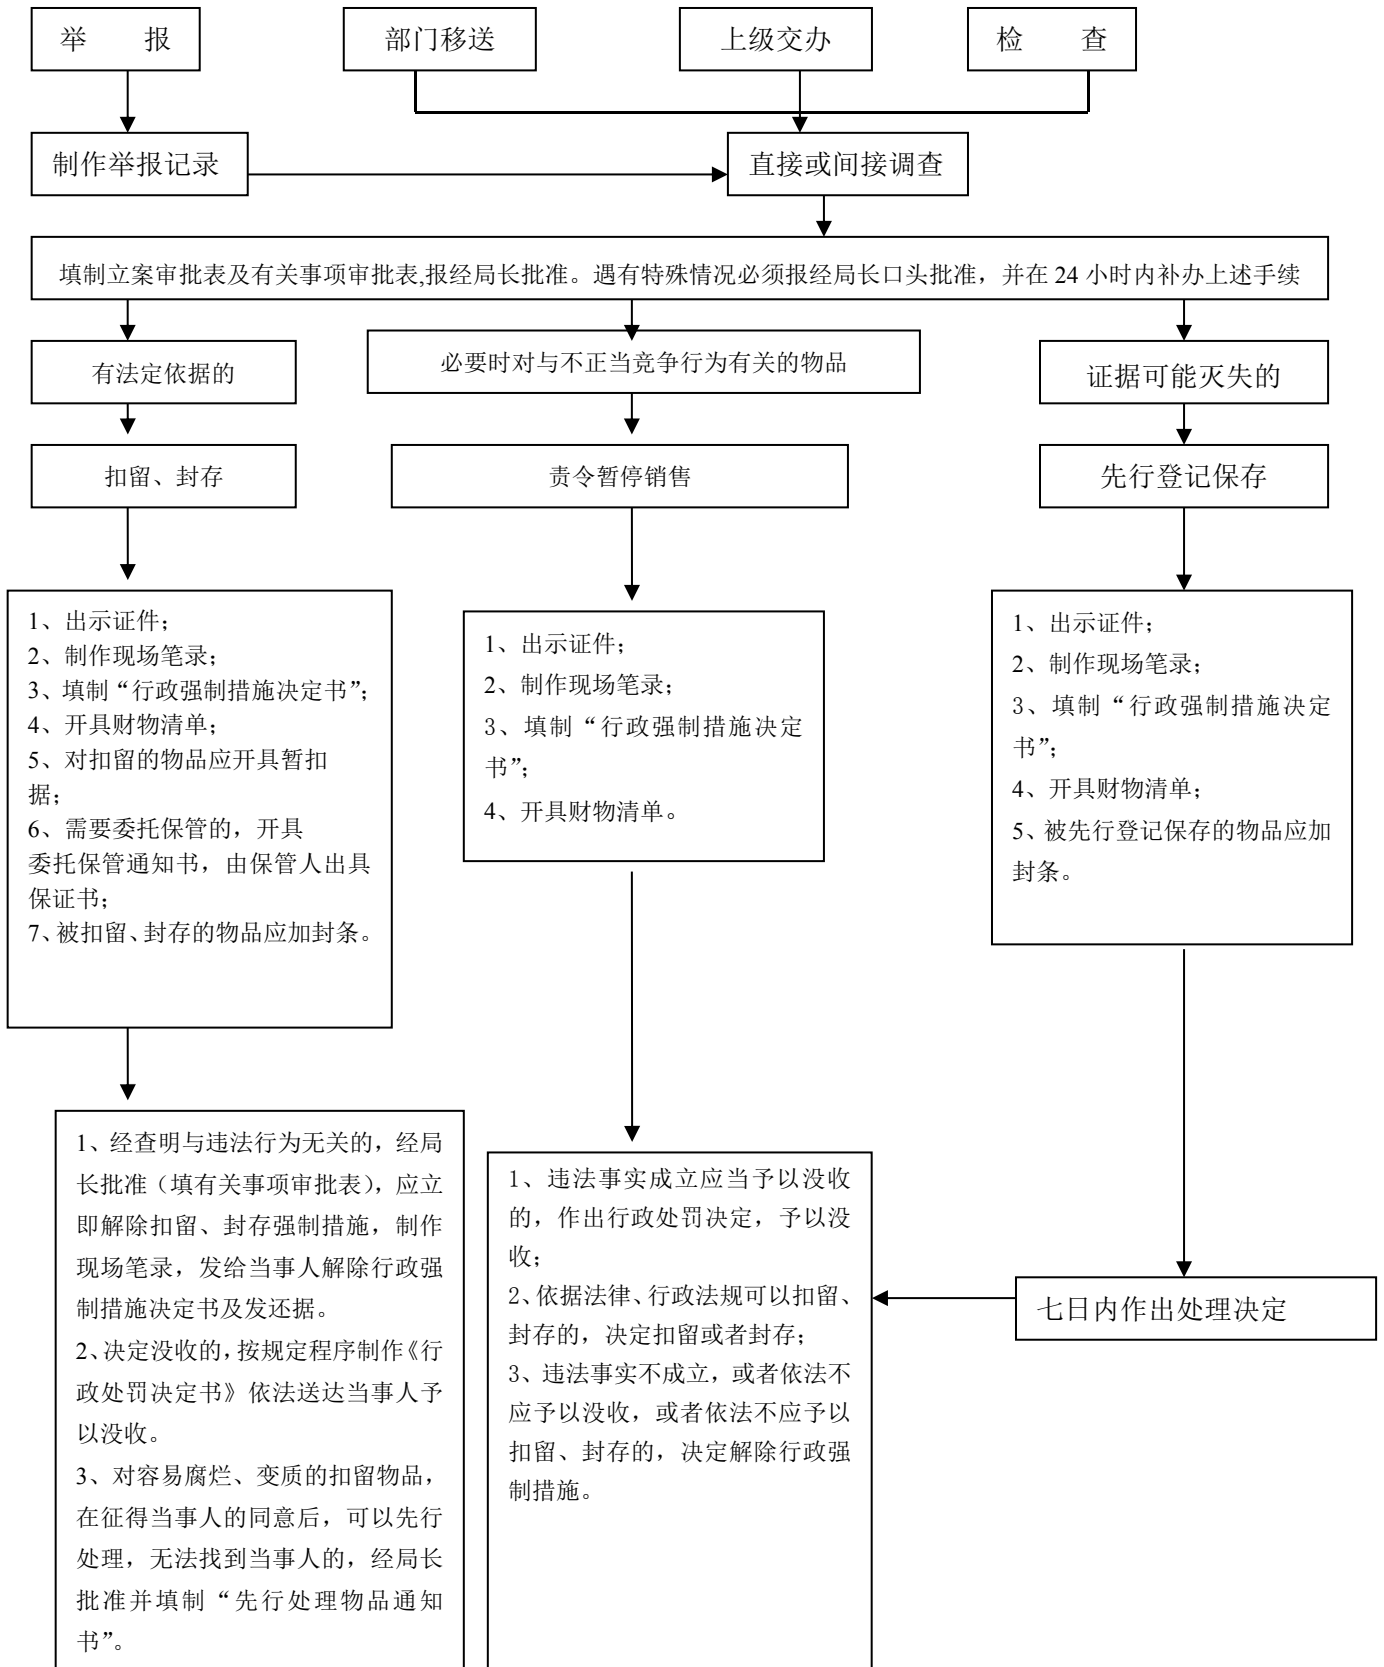 举 报
部门移送
上级交办
检 查
制作举报记录
直接或间接调查
填制立案审批表及有关事项审批表,报经局长批准。遇有特殊情况必须报经局长口头批准，并在 24 小时内补办上述手续
有法定依据的
必要时对与不正当竞争行为有关的物品
证据可能灭失的
扣留、封存
责令暂停销售
先行登记保存
1、出示证件；
2、制作现场笔录；
3、填制“行政强制措施决定书”；
4、开具财物清单；
5、对扣留的物品应开具暂扣
据；
6、需要委托保管的，开具
委托保管通知书，由保管人出具
保证书；
7、被扣留、封存的物品应加封条。
1、出示证件；
2、制作现场笔录；
3、填制“行政强制措施决定
书”；
4、开具财物清单。
1、出示证件；
2、制作现场笔录；
3、填制“行政强制措施决定
书”；
4、开具财物清单；
5、被先行登记保存的物品应加
封条。
1、经查明与违法行为无关的，经局
长批准（填有关事项审批表），应立
即解除扣留、封存强制措施，制作
现场笔录，发给当事人解除行政强
制措施决定书及发还据。
2、决定没收的，按规定程序制作《行
政处罚决定书》依法送达当事人予
以没收。
3、对容易腐烂、变质的扣留物品，
在征得当事人的同意后，可以先行
处理，无法找到当事人的，经局长
批准并填制“先行处理物品通知
书”。
1、违法事实成立应当予以没收
的，作出行政处罚决定，予以没
收；
2、依据法律、行政法规可以扣留、
封存的，决定扣留或者封存；
3、违法事实不成立，或者依法不
应予以没收，或者依法不应予以
扣留、封存的，决定解除行政强
制措施。
七日内作出处理决定